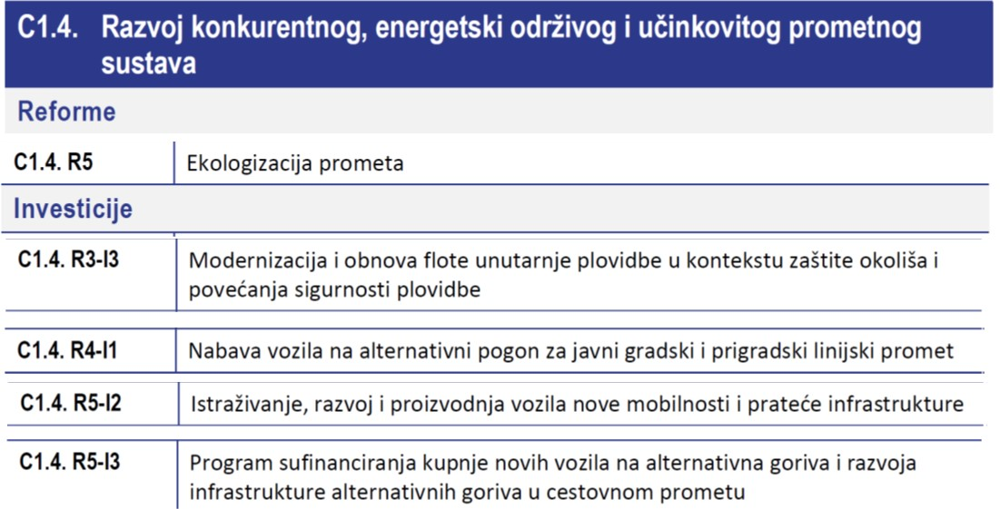 C1.4. Razvoj konkurentnog, energetski održivog i učinkovitog prometnog
sustava
Reforme
C1.4. R5 Ekologizacija prometa
Investicije
C1.4. R3-I3 Modernizacija i obnova flote unutarnje plovidbe u kontekstu zaštite okoliša i
povećanja sigurnosti plovidbe
C1.4. R4-I1 Nabava vozila na alternativni pogon za javni gradski i prigradski linijski promet
C1.4. R5-I2 Istraživanje, razvoj i proizvodnja vozila nove mobilnosti i prateće infrastrukture
C1.4. R5-I3 Program sufinanciranja kupnje novih vozila na alternativna goriva i razvoja
infrastrukture alternativnih goriva u cestovnom prometu